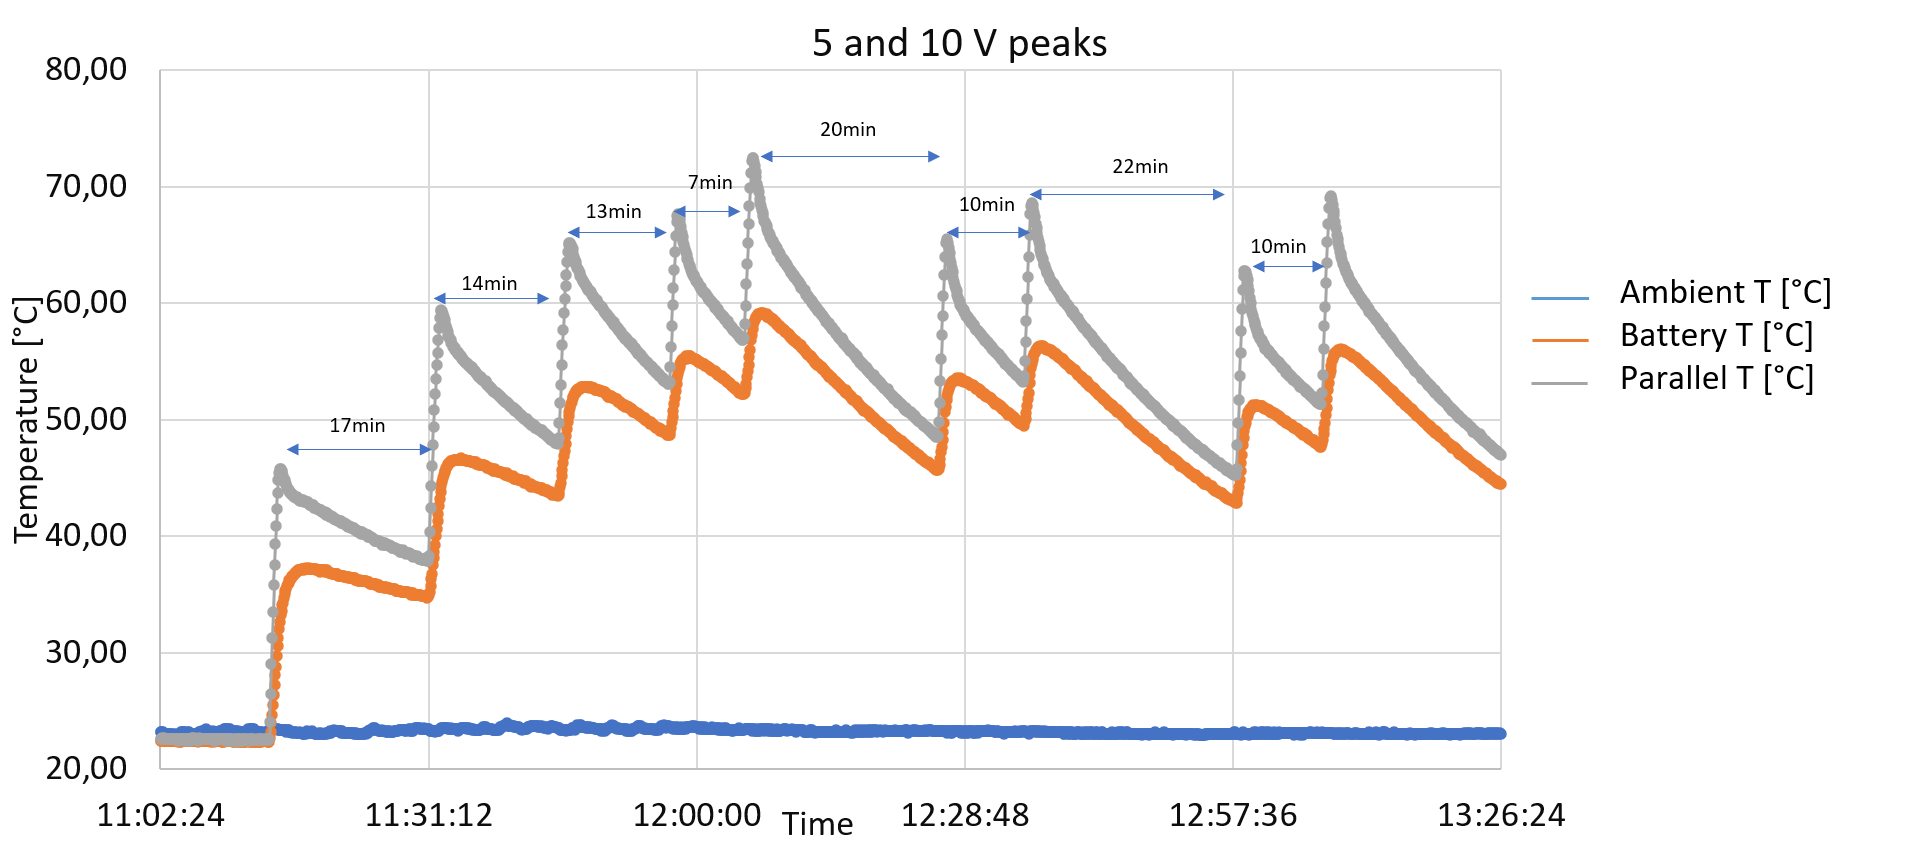 5 and 10 V peaks
80,00
70,00
60,00
50,00
40,00
30,00
20,00
Temperature [°C]
17min
14min
13min
7min
20min
10min
22min
10min
Ambient T [°C]
Battery T [°C]
Parallel T [°C]
11:02:24
11:31:12
12:00:00
12:28:48
12:57:36
13:26:24
Time